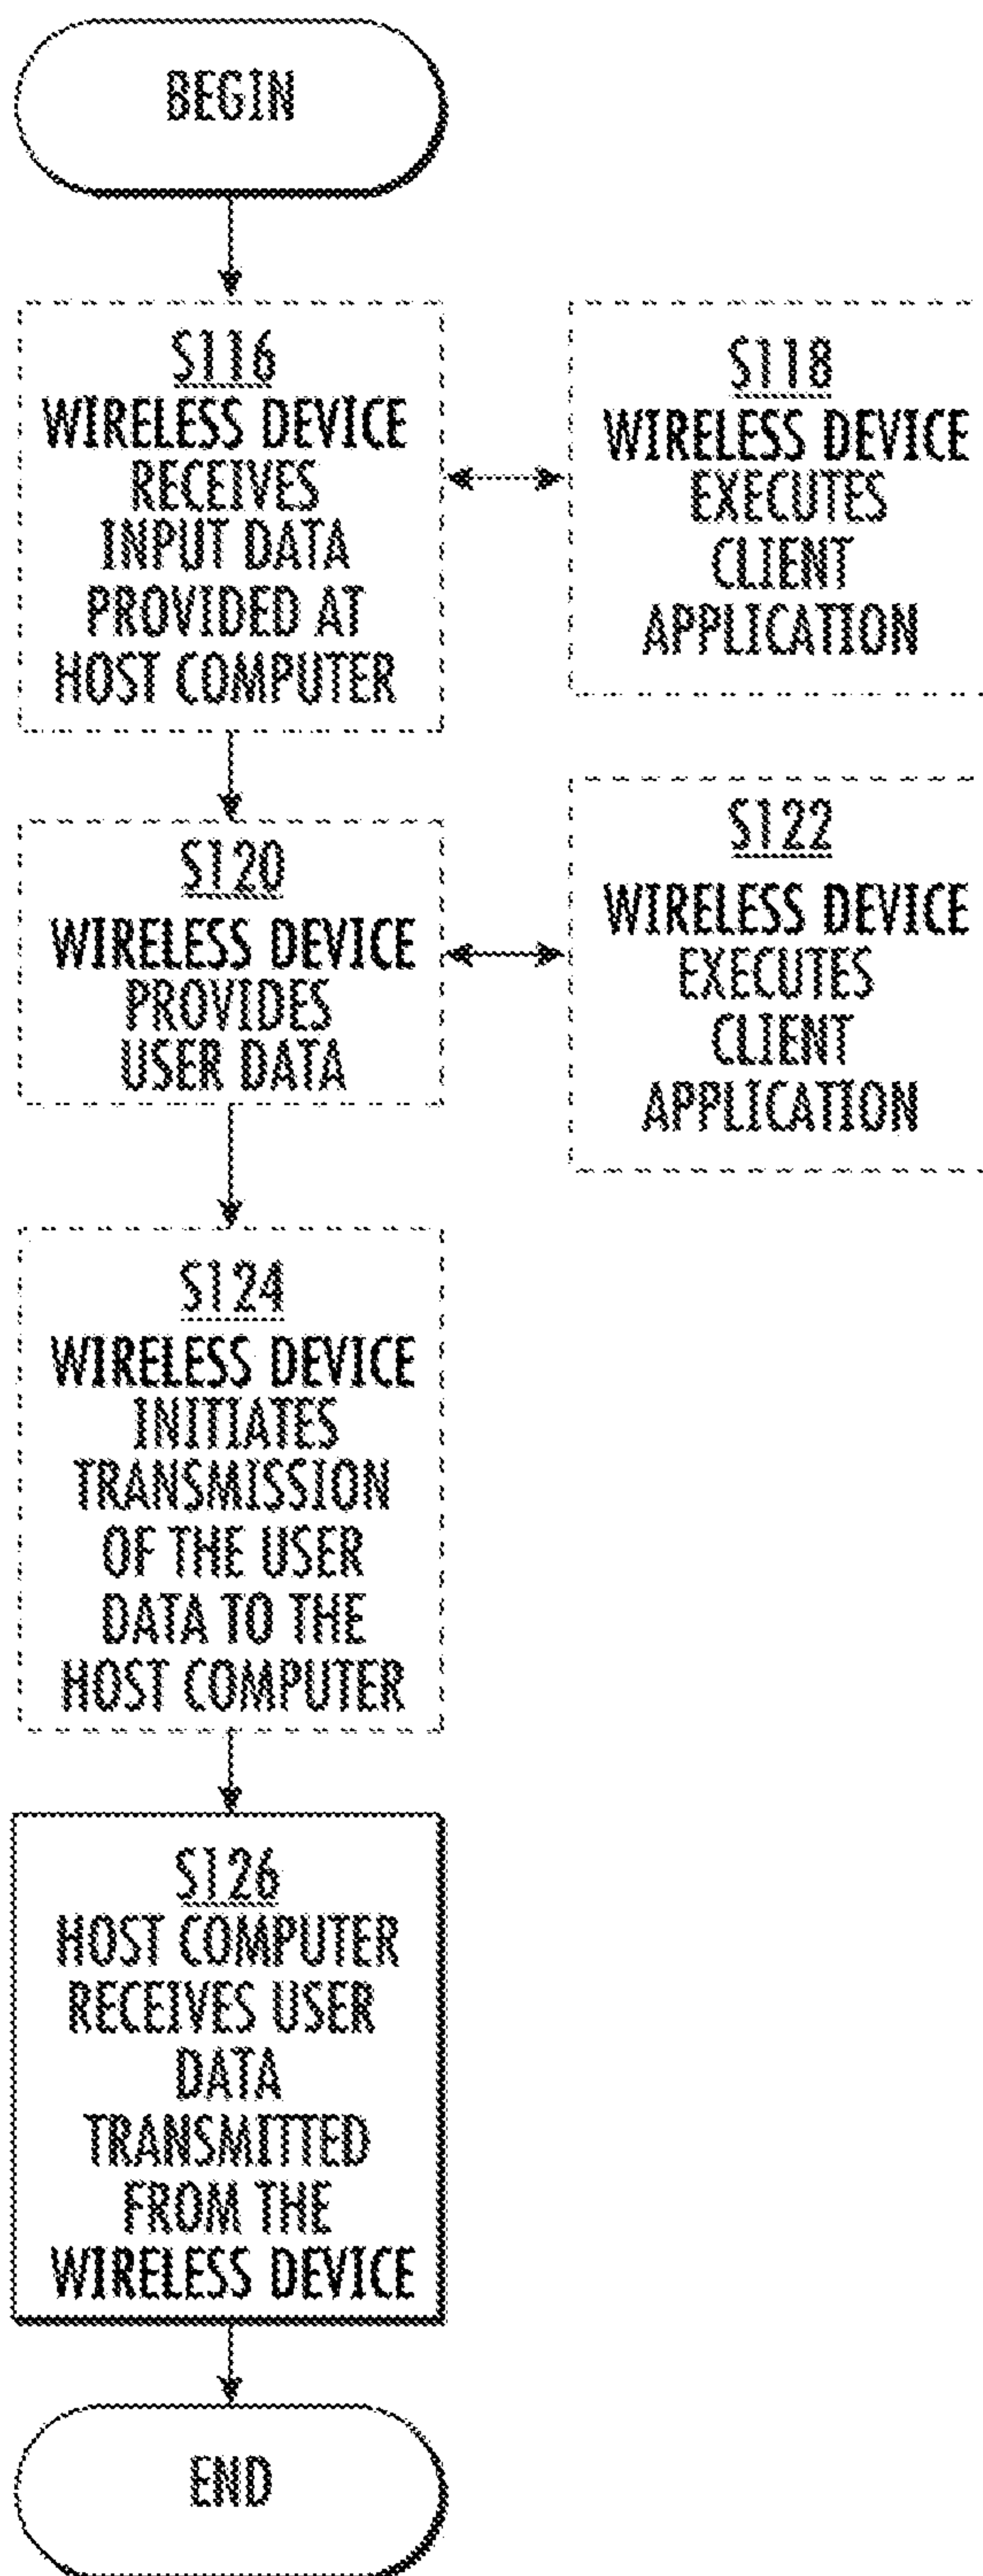 BEGIN
S116
WIRELESS DEVICE
RECEIVES
INPUT DATA
PROVIDED AT
HOST COMPUTER
S118
WIRELESS DEVICE
EXECUTES
CLIENT
APPLICATION
S120
WIRELESS DEVICE
PROVIDES
USER DATA
S122
WIRELESS DEVICE
EXECUTES
CLIENT
APPLICATION
S124
WIRELESS DEVICE
INITIATES
TRANSMISSION
OF THE USER
DATA TO THE
HOST COMPUTER
S126
HOST COMPUTER
RECEIVES USER
DATA
TRANSMITTED
FROM THE
WIRELESS DEVICE
END